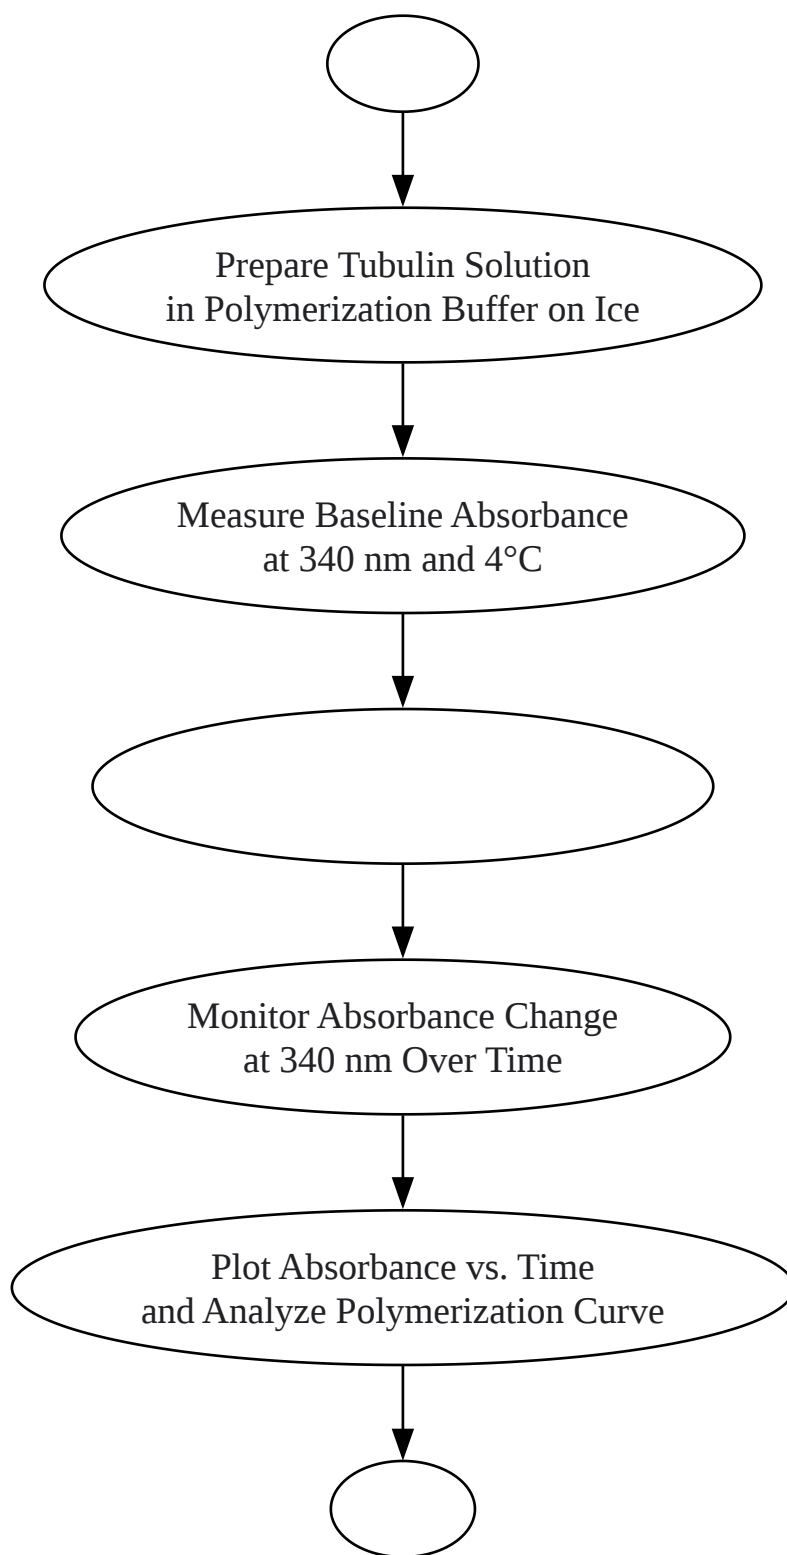 Prepare Tubulin Solution
in Polymerization Buffer on Ice
Measure Baseline Absorbance
at 340 nm and 4°C
Monitor Absorbance Change
at 340 nm Over Time
Plot Absorbance vs. Time
and Analyze Polymerization Curve